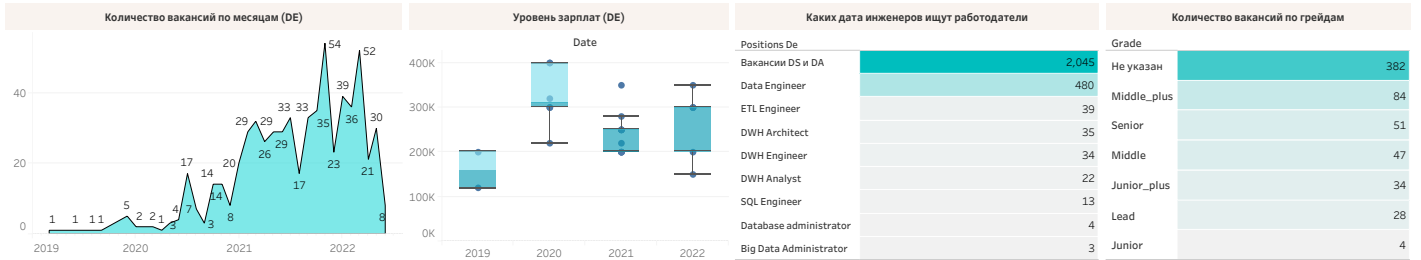 Количество вакансий по месяцам (DE)
40
20
0
1
1
1 1
5
2
2
1
3
4
17
7
3
14
14
8
20
29
29
26
29
33
17
33
35
54
23
39
36
52
21
30
8
2019
2020
2021
2022
Уровень зарплат (DE)
Date
400K
300K
200K
100K
0K
2019
2020
2021
2022
Каких дата инженеров ищут работодатели
Positions De
Вакансии DS и DA 2,045
Data Engineer 480
ETL Engineer 39
DWH Architect 35
DWH Engineer 34
DWH Analyst 22
SQL Engineer 13
Database administrator 4
Big Data Administrator 3
Количество вакансий по грейдам
Grade
Не указан 382
Middle_plus 84
Senior 51
Middle 47
Junior_plus 34
Lead 28
Junior 4